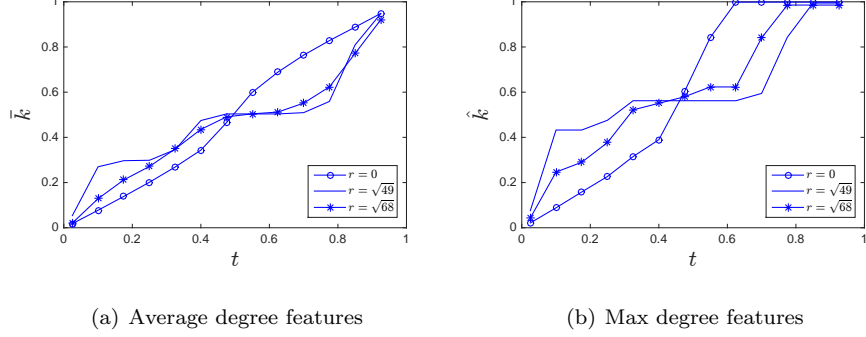 1
0.8
0.6
0.4
0.2
0
0 0.2 0.4 0.6 0.8 1
k̄
t
r = 0
r = √49
r = √68
(a) Average degree features
1
0.8
0.6
0.4
0.2
0
0 0.2 0.4 0.6 0.8 1
k̂
t
r = 0
r = √49
r = √68
(b) Max degree features